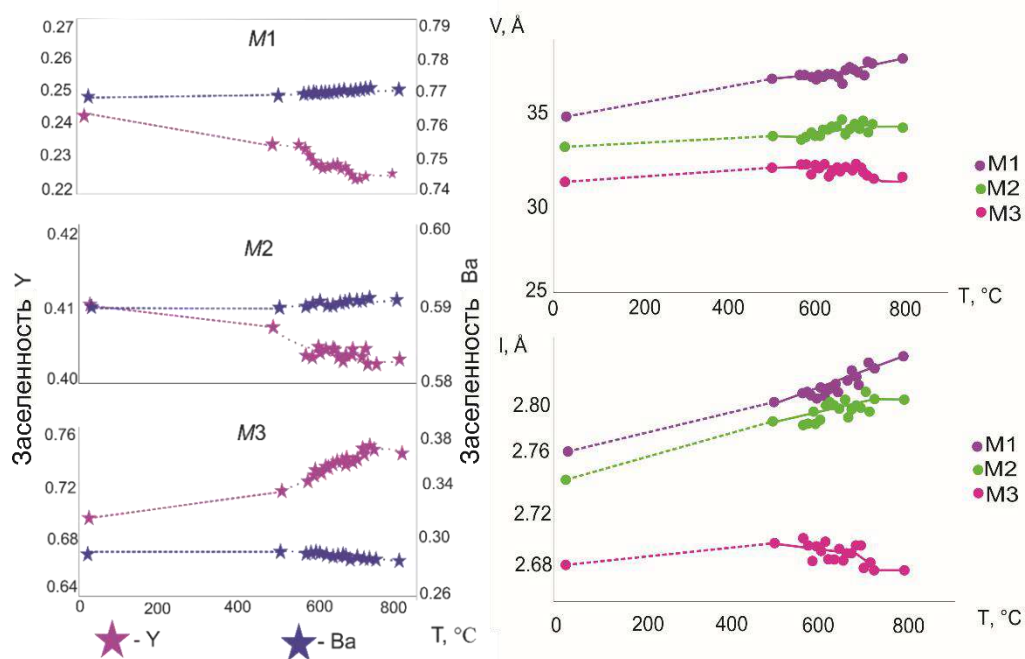 M1
0.27
0.26
0.25
0.24
0.23
0.22
0.79
0.78
0.77
0.76
0.75
0.74
M2
0.42
0.41
0.40
0.60
0.59
0.58
M3
0.76
0.72
0.68
0.64
0.38
0.34
0.30
0.26
Заселенность Y
Заселенность Ba
0 200 400 600 800
T, °C
- Y
- Ba
V, Å
35
30
25
0 200 400 600 800
T, °C
M1
M2
M3
l, Å
2.80
2.76
2.72
2.68
0 200 400 600 800
T, °C
M1
M2
M3